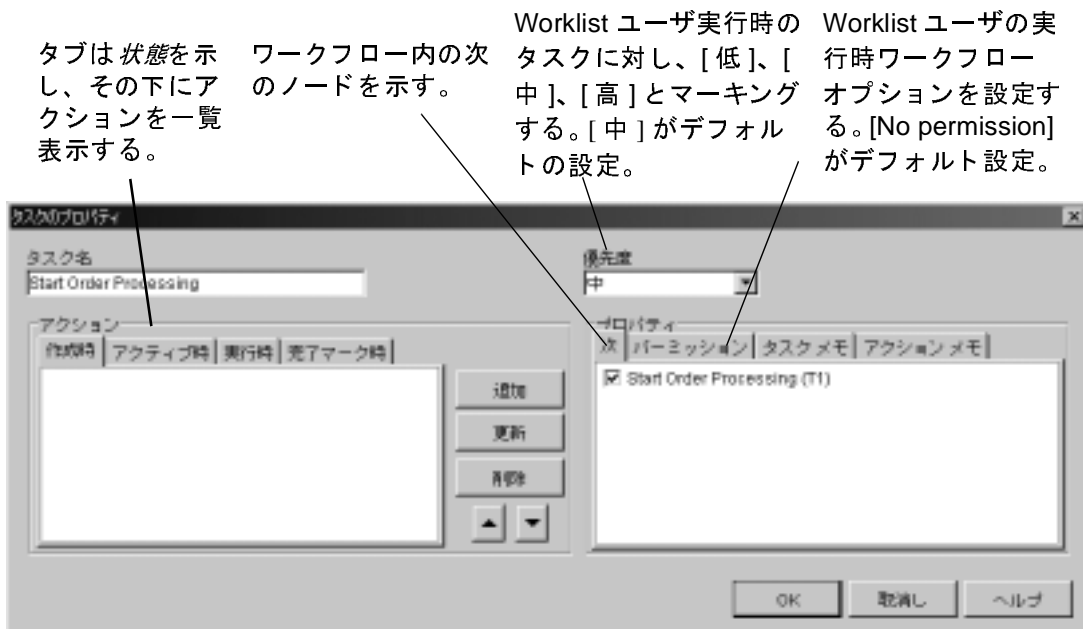 タブは状態を示
し、その下にア
クションを一覧
表示する。
ワークフロー内の次
のノードを示す。
Worklist ユーザ実行時の
タスクに対し、[ 低 ]、[
中 ]、[ 高 ] とマーキング
する。[ 中 ] がデフォル
トの設定。
Worklist ユーザの実
行時ワークフロー
オプションを設定す
る。[No permission]
がデフォルト設定。
タスクのプロパティ
タスク名
Start Order Processing
優先度
中
アクション
作成時 アクティブ時 実行時 完了マーク時
追加
更新
削除
プロパティ
次 パーミッション タスク メモ アクション メモ
Start Order Processing (T1)
OK 取消し ヘルプ